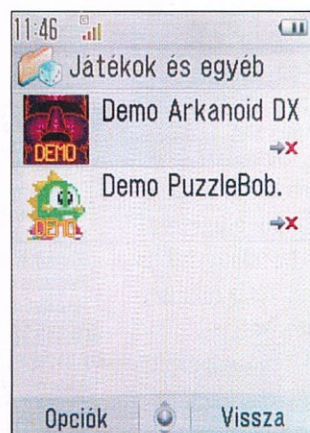 11:46
Játékok és egyéb
Demo Arkanoid DX
DEMO
Demo PuzzleBob.
DEMO
Opciók Vissza